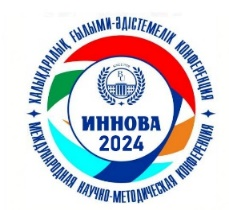 ХАЛЫҚАРАЛЫҚ ҒЫЛЫМИ-ӘДІСТЕМЕЛІК КОНФЕРЕНЦИЯ
ИННОВА
2024
МЕЖДУНАРОДНАЯ НАУЧНО-МЕТОДИЧЕСКАЯ КОНФЕРЕНЦИЯ